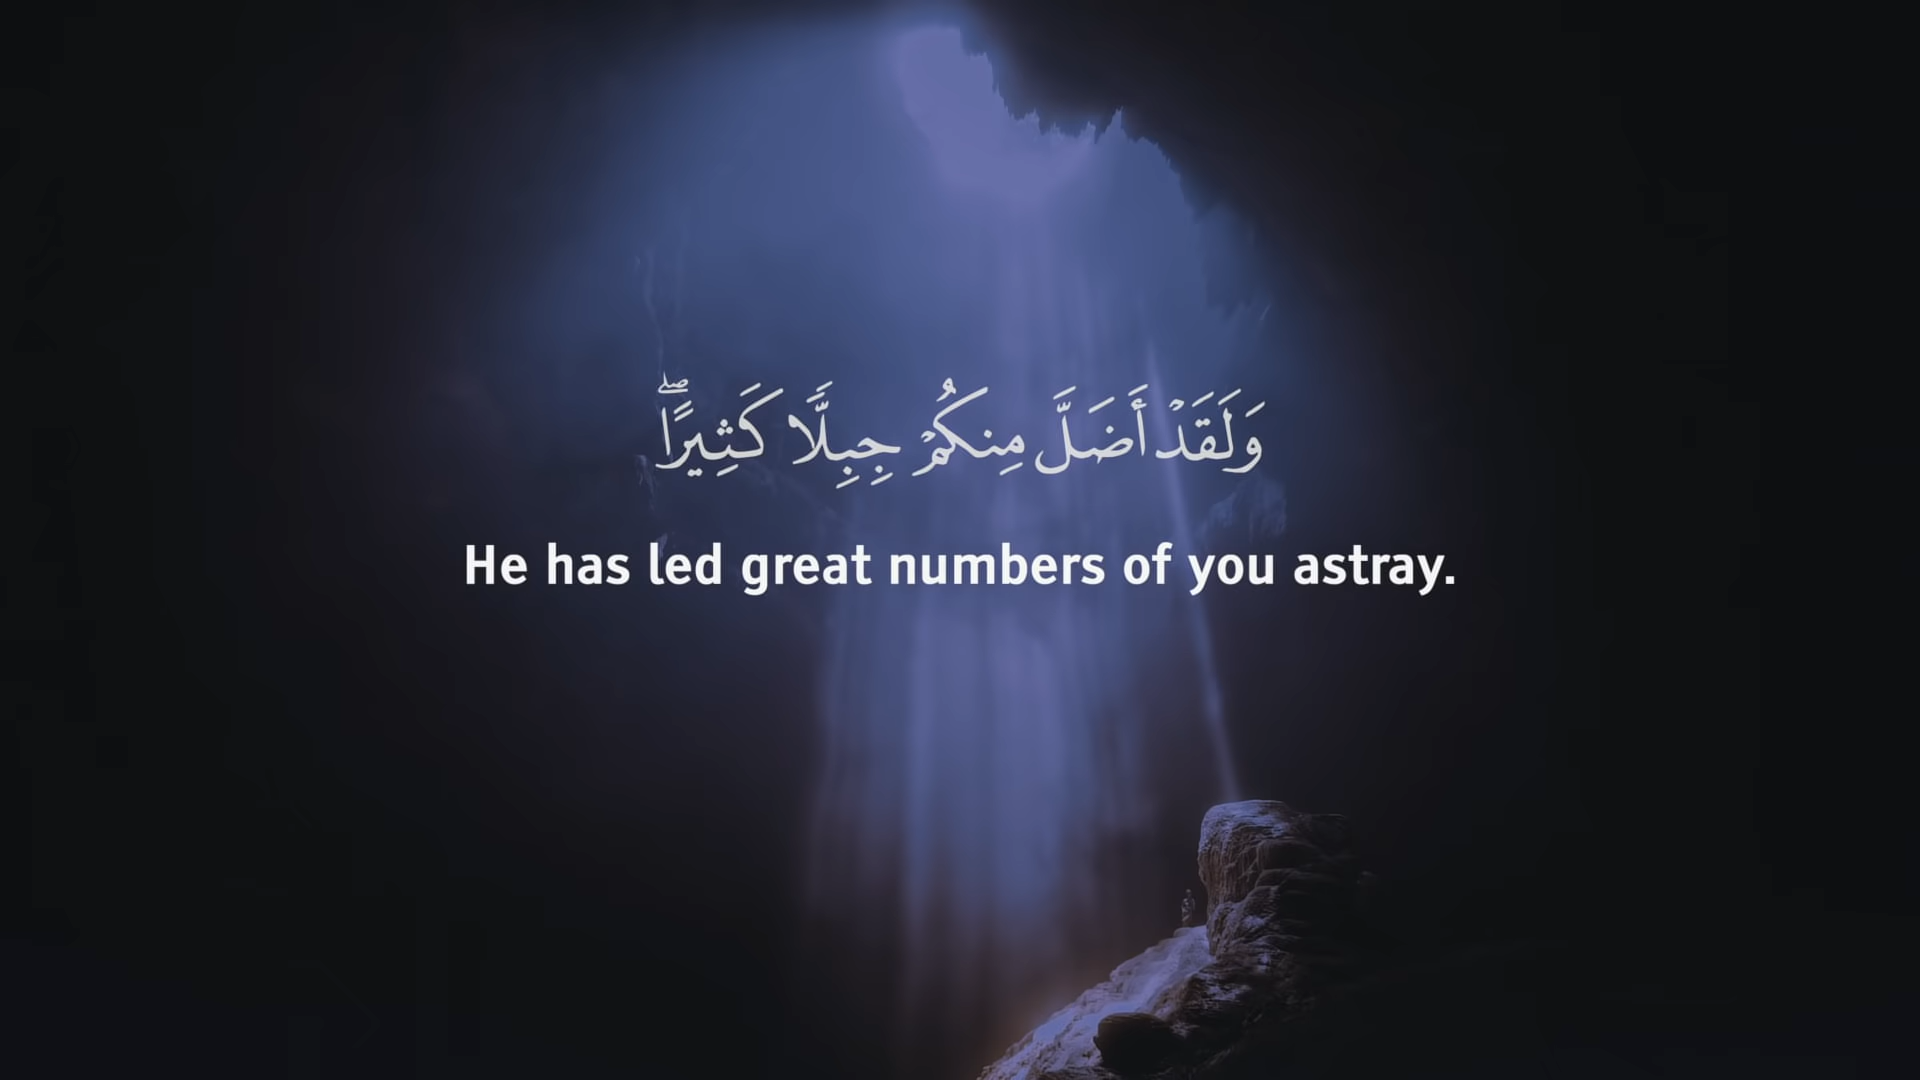 وَلَقَدْ أَضَلَّ مِنكُمْ جِبِلًّا كَثِيرًا ۖ
He has led great numbers of you astray.